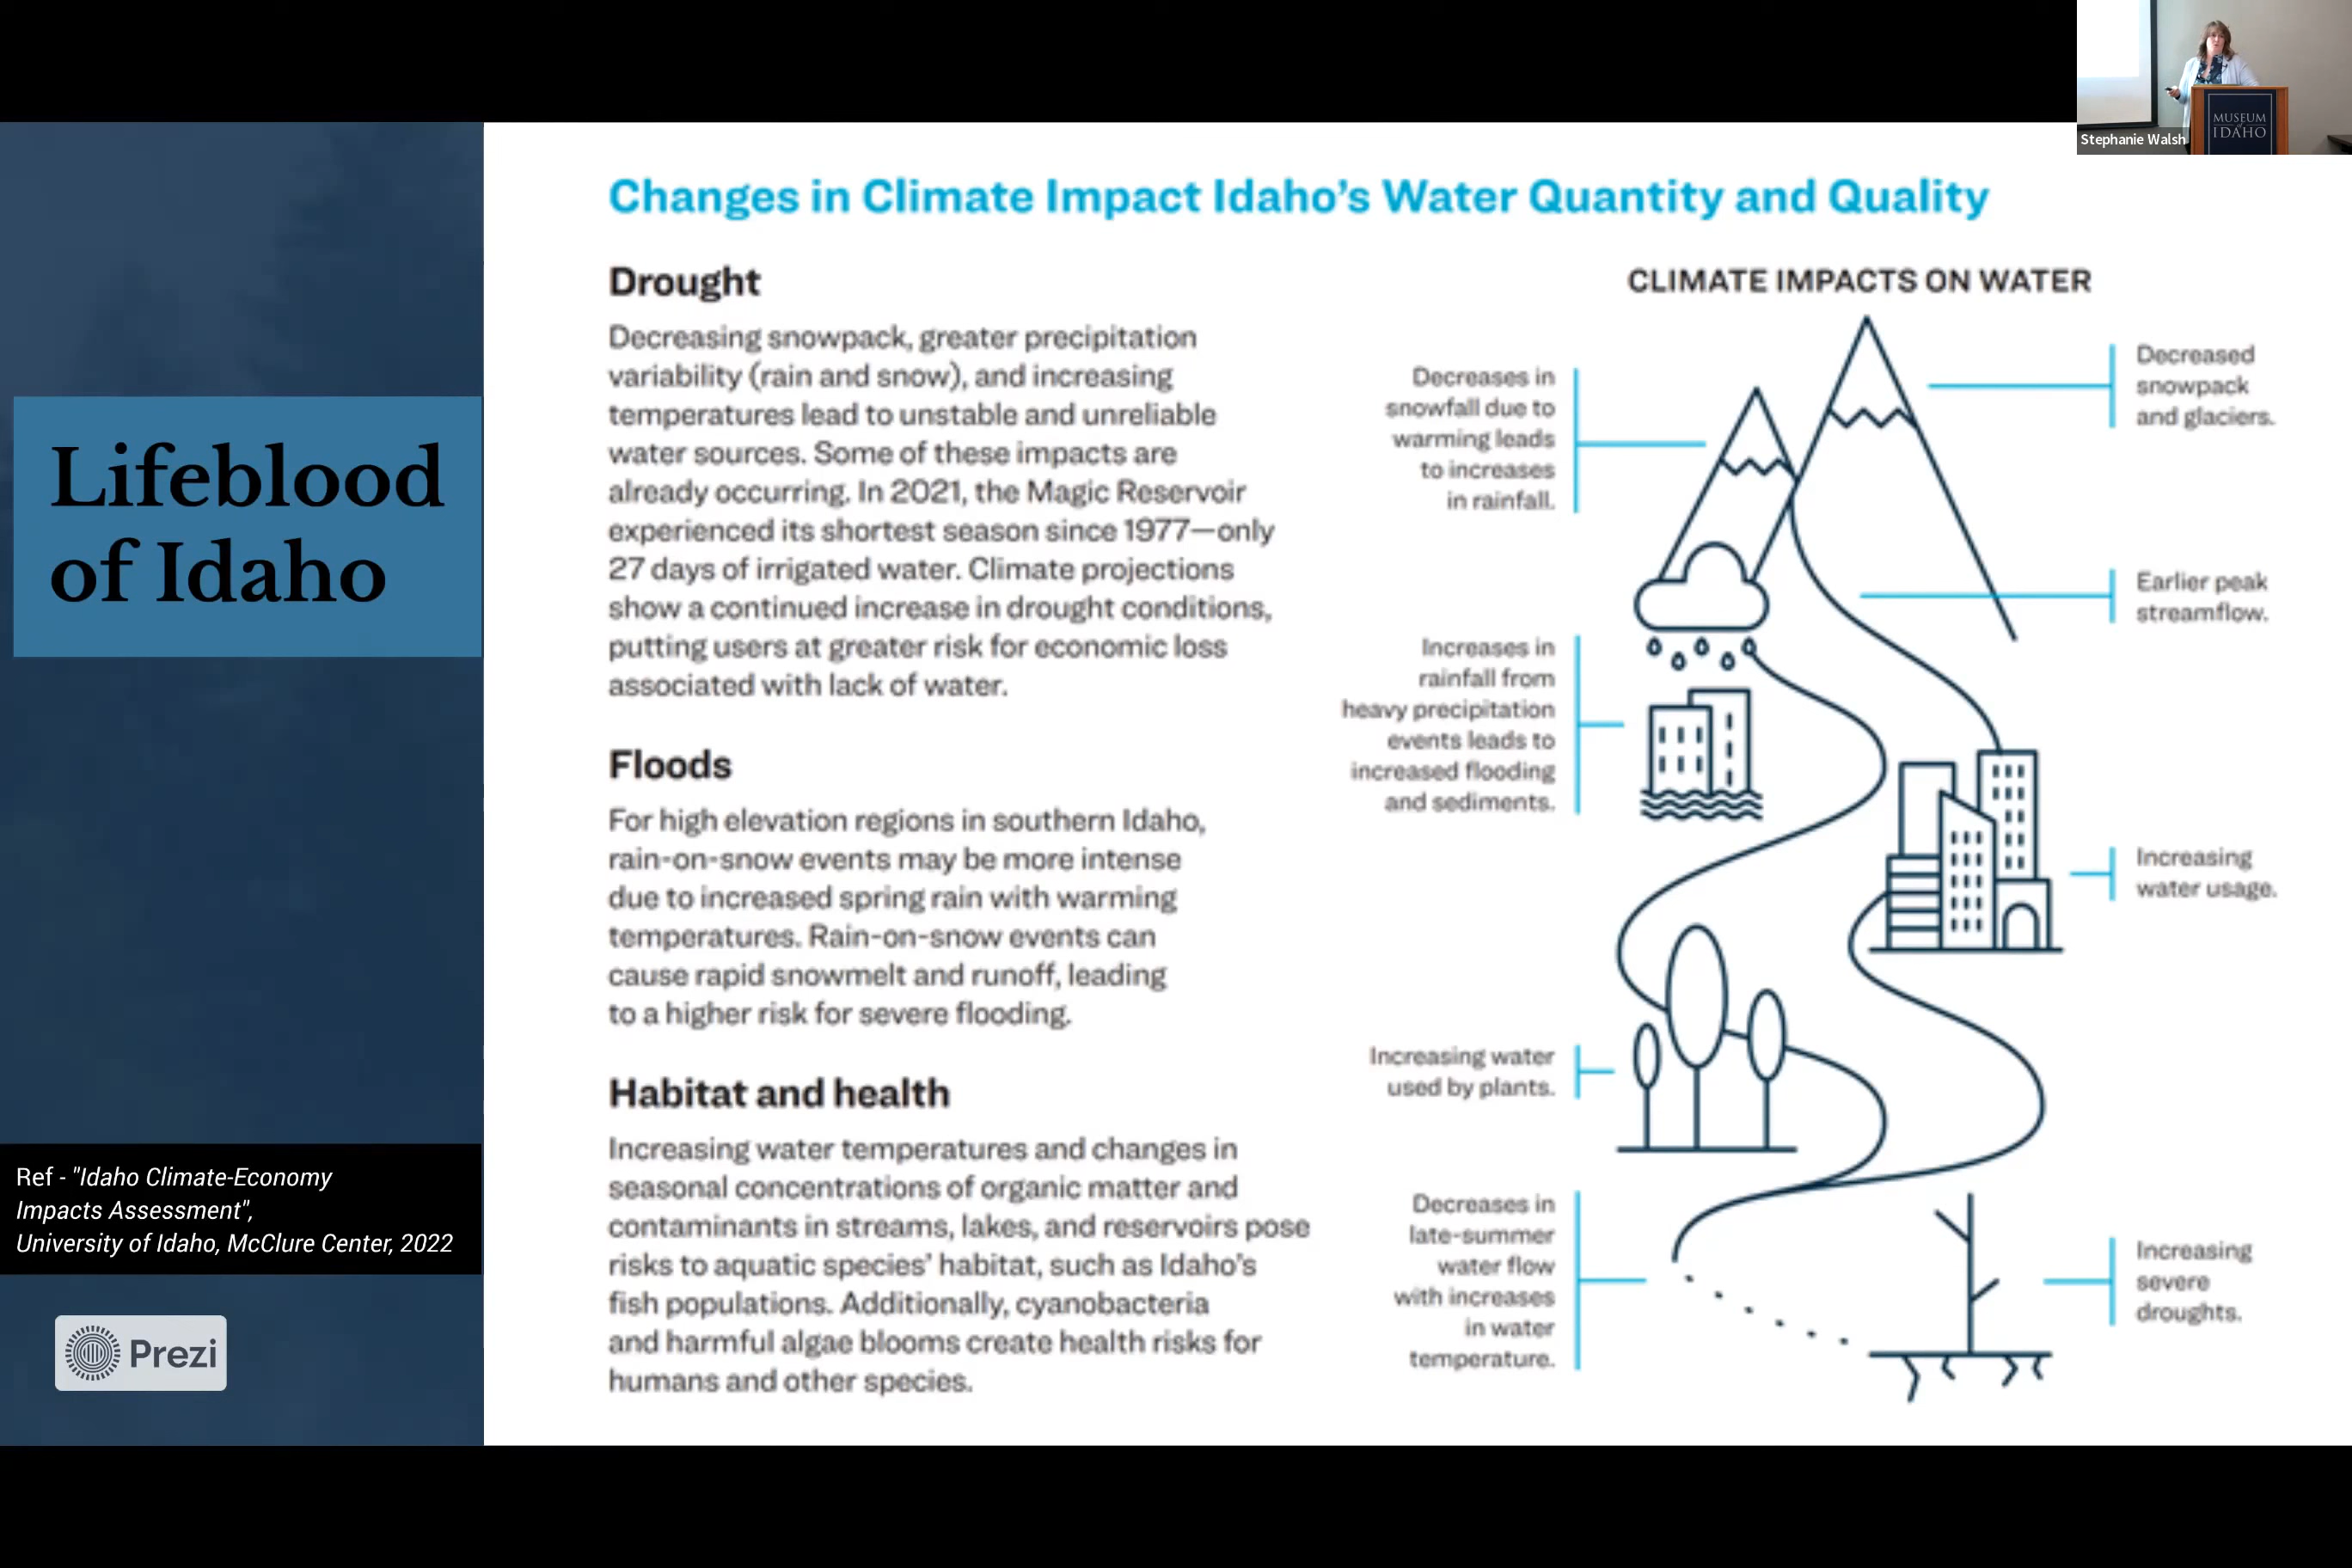 Stephanie Walsh
MUSEUM
of
IDAHO
Lifeblood
of Idaho
Ref - "Idaho Climate-Economy
Impacts Assessment",
University of Idaho, McClure Center, 2022
Prezi
Changes in Climate Impact Idaho's Water Quantity and Quality
Drought
Decreasing snowpack, greater precipitation
variability (rain and snow), and increasing
temperatures lead to unstable and unreliable
water sources. Some of these impacts are
already occurring. In 2021, the Magic Reservoir
experienced its shortest season since 1977—only
27 days of irrigated water. Climate projections
show a continued increase in drought conditions,
putting users at greater risk for economic loss
associated with lack of water.
Floods
For high elevation regions in southern Idaho,
rain-on-snow events may be more intense
due to increased spring rain with warming
temperatures. Rain-on-snow events can
cause rapid snowmelt and runoff, leading
to a higher risk for severe flooding.
Habitat and health
Increasing water temperatures and changes in
seasonal concentrations of organic matter and
contaminants in streams, lakes, and reservoirs pose
risks to aquatic species' habitat, such as Idaho's
fish populations. Additionally, cyanobacteria
and harmful algae blooms create health risks for
humans and other species.
CLIMATE IMPACTS ON WATER
Decreases in
snowfall due to
warming leads
to increases
in rainfall.
Decreased
snowpack
and glaciers.
Earlier peak
streamflow.
Increases in
rainfall from
heavy precipitation
events leads to
increased flooding
and sediments.
Increasing
water usage.
Increasing water
used by plants.
Decreases in
late-summer
water flow
with increases
in water
temperature.
Increasing
severe
droughts.